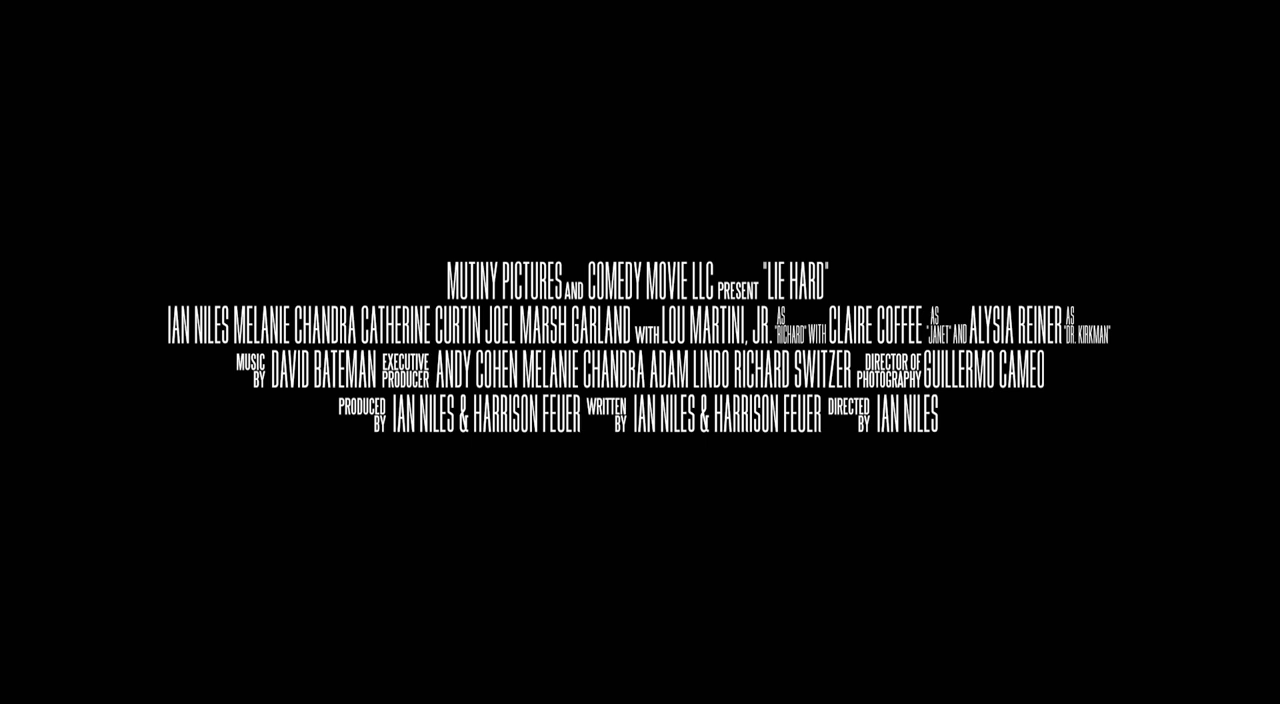 MUTINY PICTURES AND COMEDY MOVIE LLC PRESENT "LIE HARD"
IAN NILES MELANIE CHANDRA CATHERINE CURTIN JOEL MARSH GARLAND WITH LOU MARTINI, JR. AS "RICHARD" WITH CLAIRE COFFEE AS "JANET" AND ALYSIA REINER AS "DR. KIRKMAN"
MUSIC BY DAVID BATEMAN EXECUTIVE PRODUCER ANDY COHEN MELANIE CHANDRA ADAM LINDO RICHARD SWITZER DIRECTOR OF PHOTOGRAPHY GUILLERMO CAMEO
PRODUCED BY IAN NILES & HARRISON FEUER WRITTEN BY IAN NILES & HARRISON FEUER DIRECTED BY IAN NILES